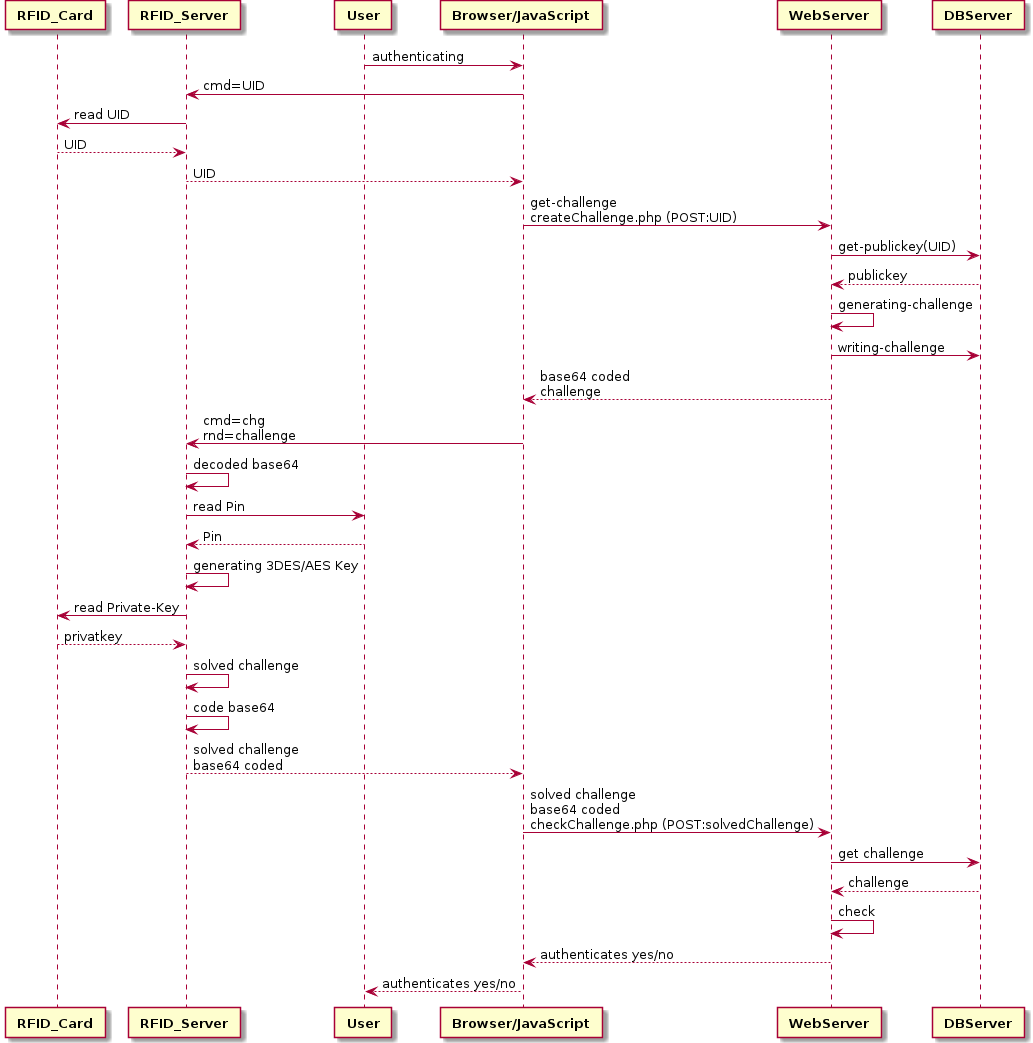 RFID_Card
RFID_Server
User
Browser/JavaScript
WebServer
DBServer
authenticating
cmd=UID
read UID
UID
UID
get-challenge
createChallenge.php (POST:UID)
get-publickey(UID)
publickey
generating-challenge
writing-challenge
base64 coded
challenge
cmd=chg
rnd=challenge
decoded base64
read Pin
Pin
generating 3DES/AES Key
read Private-Key
privatkey
solved challenge
code base64
solved challenge
base64 coded
solved challenge
base64 coded
checkChallenge.php (POST:solvedChallenge)
get challenge
challenge
check
authenticates yes/no
authenticates yes/no
RFID_Card
RFID_Server
User
Browser/JavaScript
WebServer
DBServer